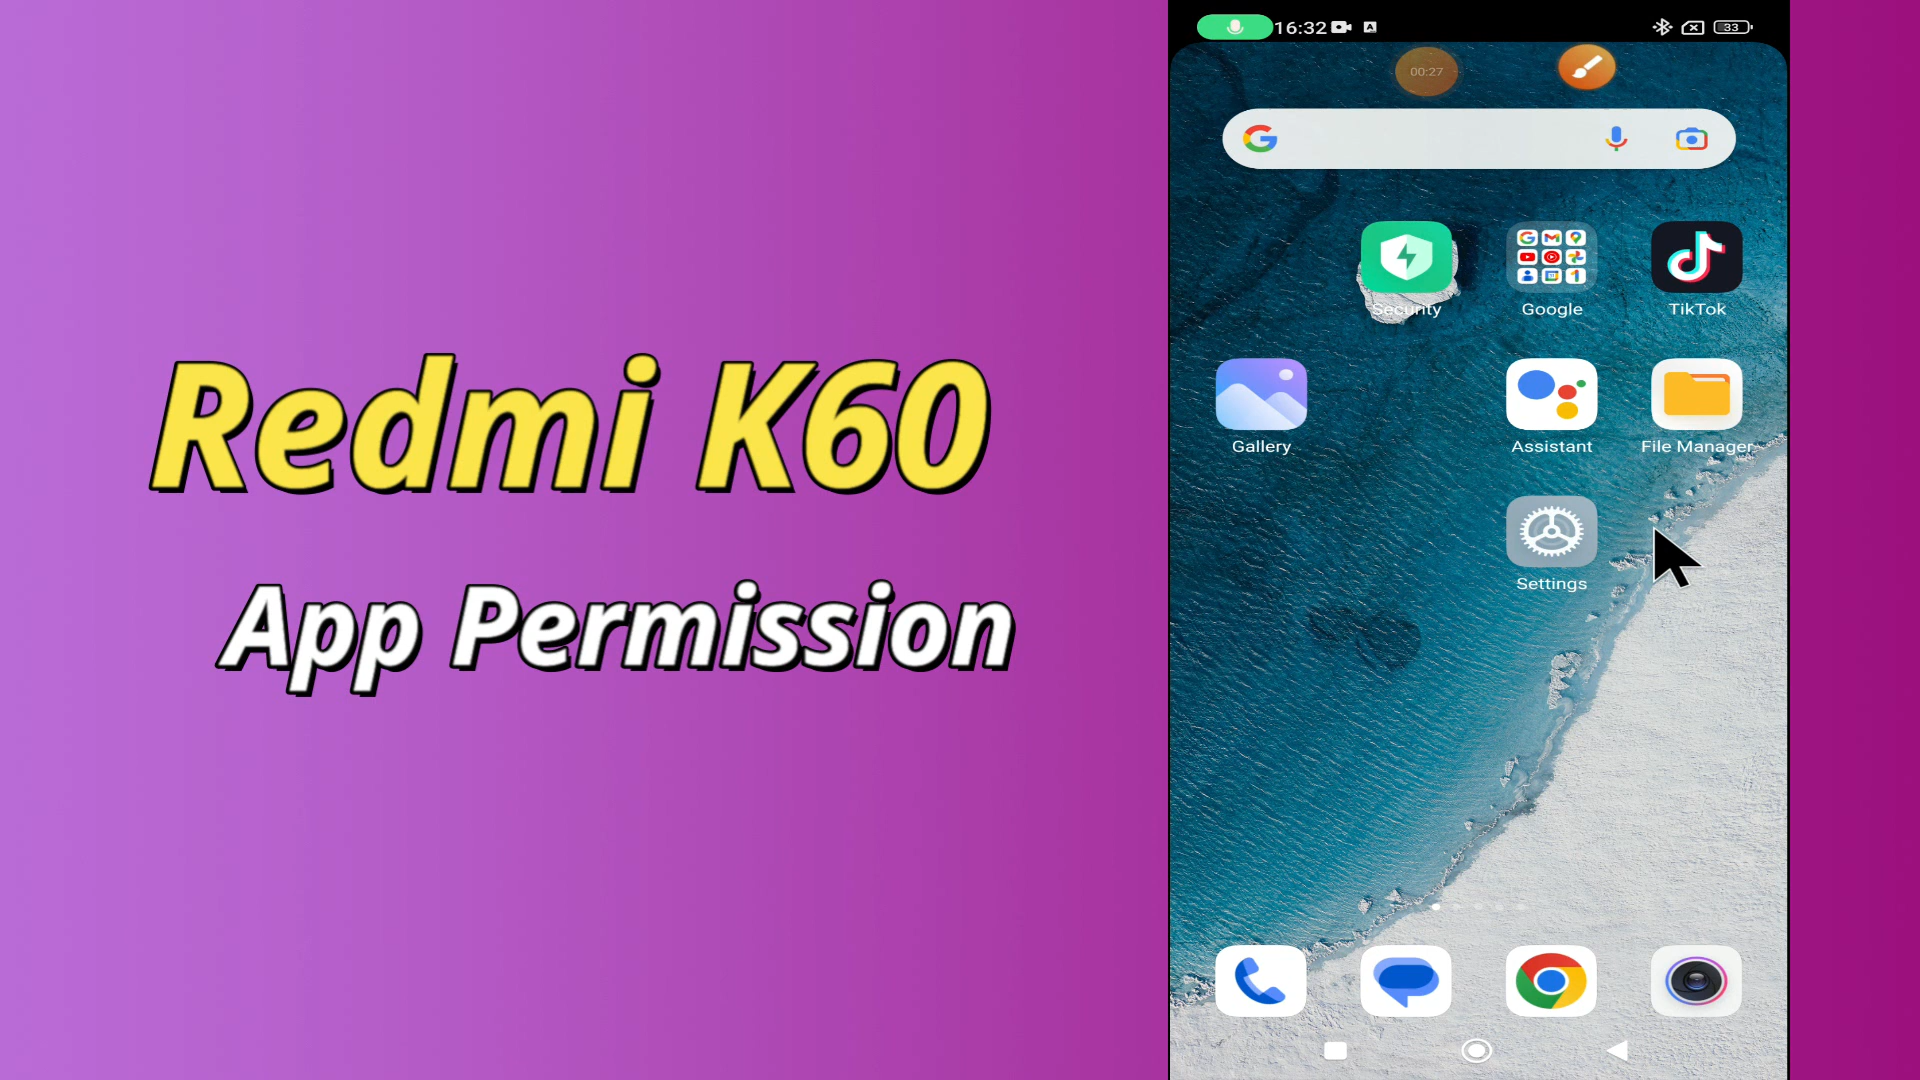 Redmi K60
App Permission
16:32
33
00:27
Security
Google
TikTok
Gallery
Assistant
File Manager
Settings